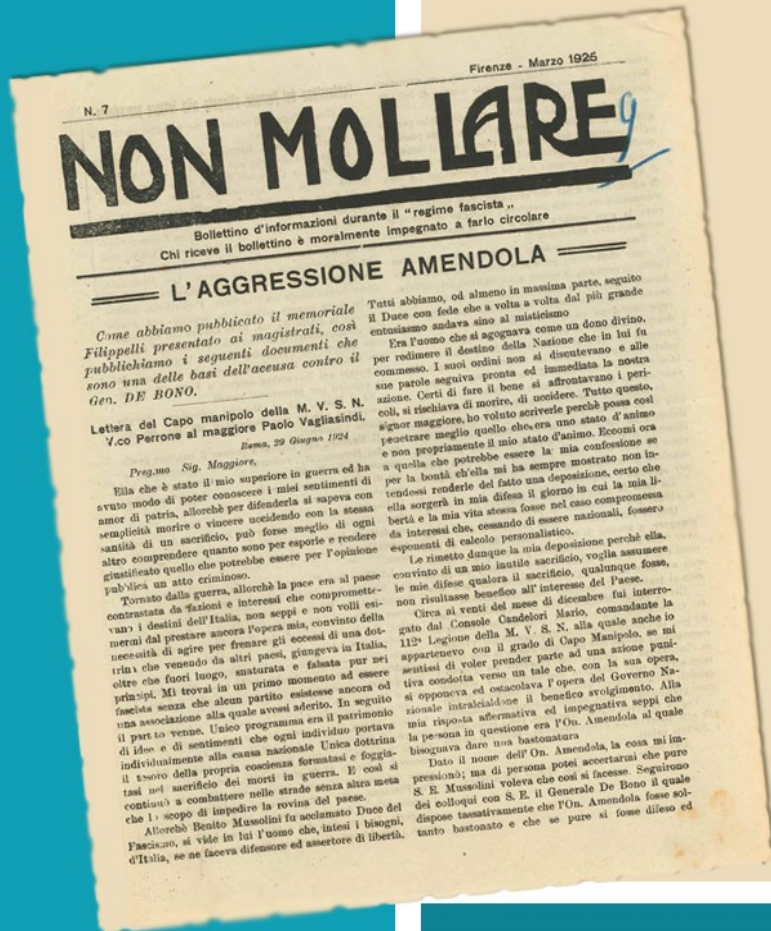 N. 7
Firenze - Marzo 1925
NON MOLLARE
9
Bollettino d'informazioni durante il "regime fascista „
Chi riceve il bollettino è moralmente impegnato a farlo circolare
L'AGGRESSIONE AMENDOLA
Come abbiamo pubbticato il memoriale
Filippelli presentato ai magistrati, così
pubblichiamo i seguenti documenti che
sono una delle basi dell'aceusa contro il
Gen. DE BONO.
Lettera del Capo manipolo della M. V. S. N.
V.co Perrone al maggiore Paolo Vagliasindi.
Roma, 29 Giugno 1924
Preg.mo Sig. Maggiore,
Ella che è stato il mio superiore in guerra ed ha
avuto modo di poter conoscere i miei sentimenti di
amor di patria, allorchè per difenderla si sapeva con
semplicità morire o vincere uccidendo con la stessa
santità di un sacrificio, può forse meglio di ogni
altro comprendere quanto sono per esporle e rendere
giustificato quello che potrebbe essere per l'opinione
pubblica un atto criminoso.
Tornato dalla guerra, allorchè la pace era al paese
contrastata da fazioni e interessi che compromette-
vano i destini dell'Italia, non seppi e non volli esi-
mermi dal prestare ancora l'opera mia, convinto della
necessità di agire per frenare gli eccessi di una dot-
trina che venendo da altri paesi, giungeva in Italia,
oltre che fuori luogo, snaturata e falsata pur nei
principi. Mi trovai in un primo momento ad essere
fascista senza che alcun partito esistesse ancora od
una associazione alla quale avessi aderito. In seguito
il partito venne. Unico programma era il patrimonio
di idee e di sentimenti che ogni individuo portava
individualmente alla causa nazionale Unica dottrina
il tesoro della propria coscienza formatasi e foggia-
tasi nel sacrificio dei morti in guerra. E così si
continuò a combattere nelle strade senza altra meta
che lo scopo di impedire la rovina del paese.
Allorchè Benito Mussolini fu acclamato Duce del
Fascismo, si vide in lui l'uomo che, intesi i bisogni,
d'Italia, se ne faceva difensore ed assertore di libertà.
Tutti abbiamo, od almeno in massima parte, seguito
il Duce con fede che a volta a volta dal più grande
entusiasmo andava sino al misticismo
Era l'uomo che si agognava come un dono divino,
per redimere il destino della Nazione che in lui fu
commesso. I suoi ordini non si discutevano e alle
sue parole seguiva pronta ed immediata la nostra
azione. Certi di fare il bene si affrontavano i peri-
coli, si rischiava di morire, di uccidere. Tutto questo,
signor maggiore, ho voluto scriverle perchè possa così
penetrare meglio quello che era uno stato d'animo
e non propriamente il mio stato d'animo. Eccomi ora
a quella che potrebbe essere la mia confessione se
per la bontà ch'ella mi ha sempre mostrato non in-
tendessi renderle del fatto una deposizione, certo che
ella sorgerà in mia difesa il giorno in cui la mia li-
bertà e la mia vita stessa fosse nel caso compromessa
da interessi che, cessando di essere nazionali, fossero
esponenti di calcolo personalistico.
Le rimetto dunque la mia deposizione perchè ella,
convinto di un mio inutile sacrificio, voglia assumere
le mie difese qualora il sacrificio, qualunque fosse,
non risultasse benefico all'interesse del Paese.
Circa ai venti del mese di dicembre fui interro-
gato dal Console Candelori Mario, comandante la
112ª Legione della M. V. S. N. alla quale anche io
appartenevo con il grado di Capo Manipolo, se mi
sentissi di voler prender parte ad una azione puni-
tiva condotta verso un tale che, con la sua opera,
si opponeva ed ostacolava l'opera del Governo Na-
zionale intralciandone il benefico svolgimento. Alla
mia risposta affermativa ed impegnativa seppi che
la persona in questione era l'On. Amendola al quale
bisognava dare una bastonatura
Dato il nome dell'On. Amendola, la cosa mi im-
pressionò; ma di persona potei accertarmi che pure
S. E. Mussolini voleva che così si facesse. Seguirono
dei colloqui con S. E. il Generale De Bono il quale
dispose tassativamente che l'On. Amendola fosse sol-
tanto bastonato e che se pure si fosse difeso ed